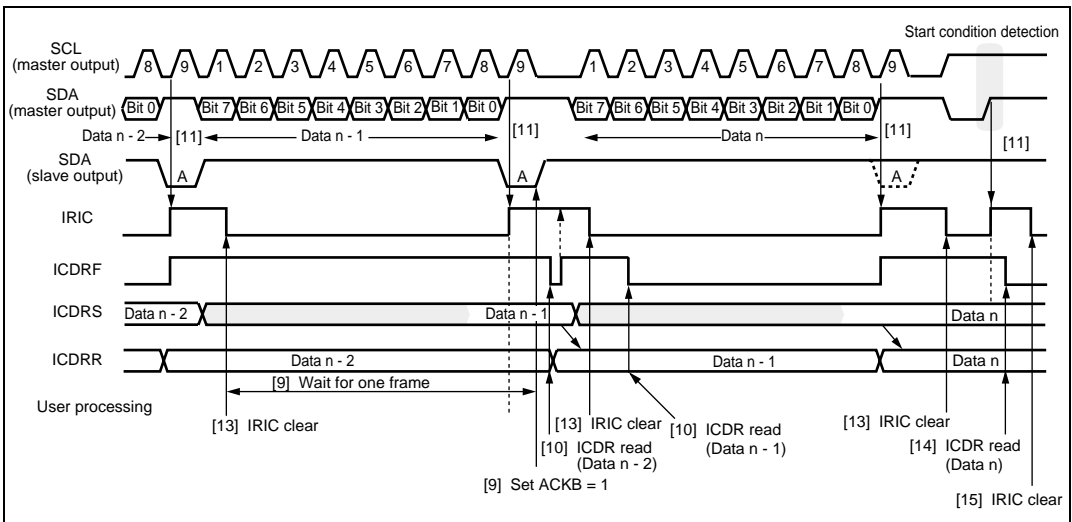 Start condition detection
SCL
(master output)
8 9 1 2 3 4 5 6 7 8 9 1 2 3 4 5 6 7 8 9
SDA
(master output)
Bit 0 Bit 7 Bit 6 Bit 5 Bit 4 Bit 3 Bit 2 Bit 1 Bit 0 Bit 7 Bit 6 Bit 5 Bit 4 Bit 3 Bit 2 Bit 1 Bit 0
Data n - 2 [11] Data n - 1 [11] Data n [11] [11]
SDA
(slave output)
A A A
IRIC
ICDRF
ICDRS
Data n - 2 Data n - 1 Data n
ICDRR
Data n - 2 Data n - 1 Data n
[9] Wait for one frame
User processing
[13] IRIC clear
[13] IRIC clear
[10] ICDR read
(Data n - 1)
[13] IRIC clear
[10] ICDR read
(Data n - 2)
[14] ICDR read
(Data n)
[9] Set ACKB = 1
[15] IRIC clear